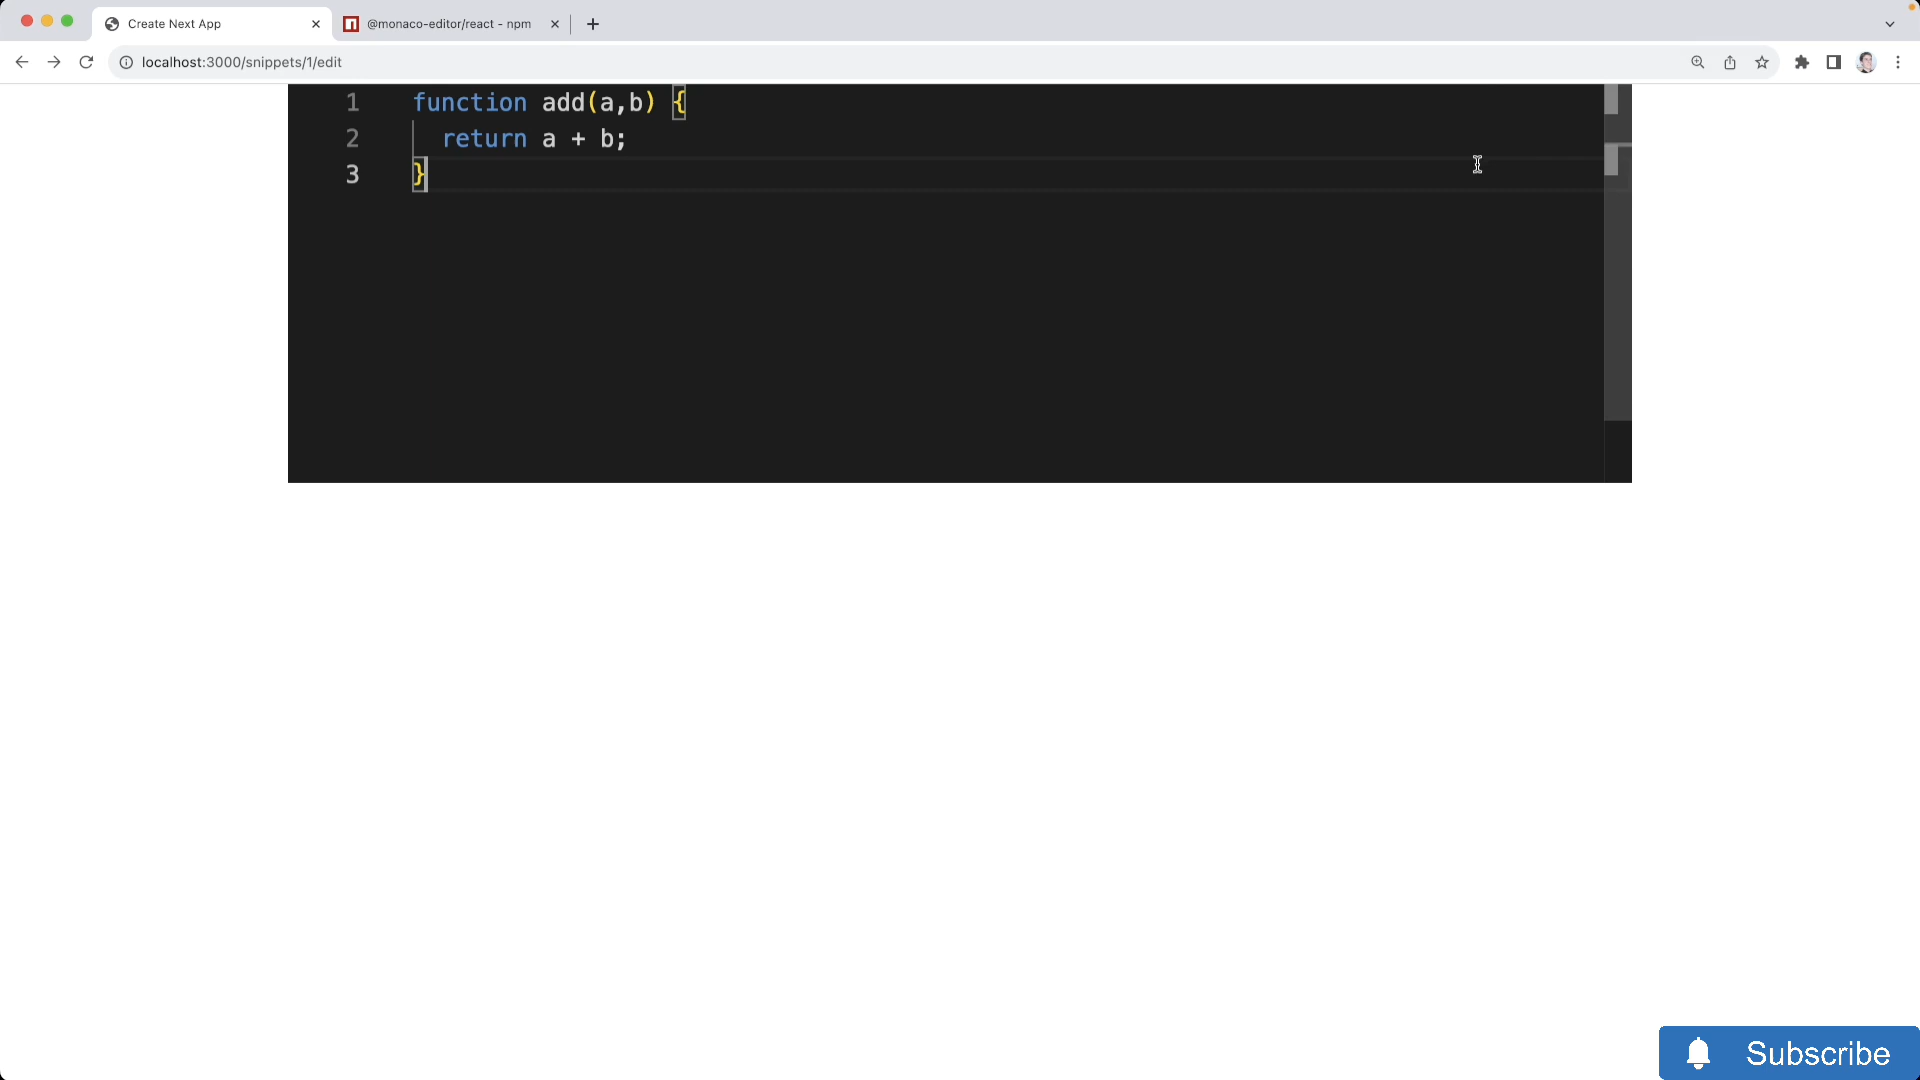 Create Next App
@monaco-editor/react - npm
localhost:3000/snippets/1/edit
1 function add(a,b) {
2 return a + b;
3 }
Subscribe